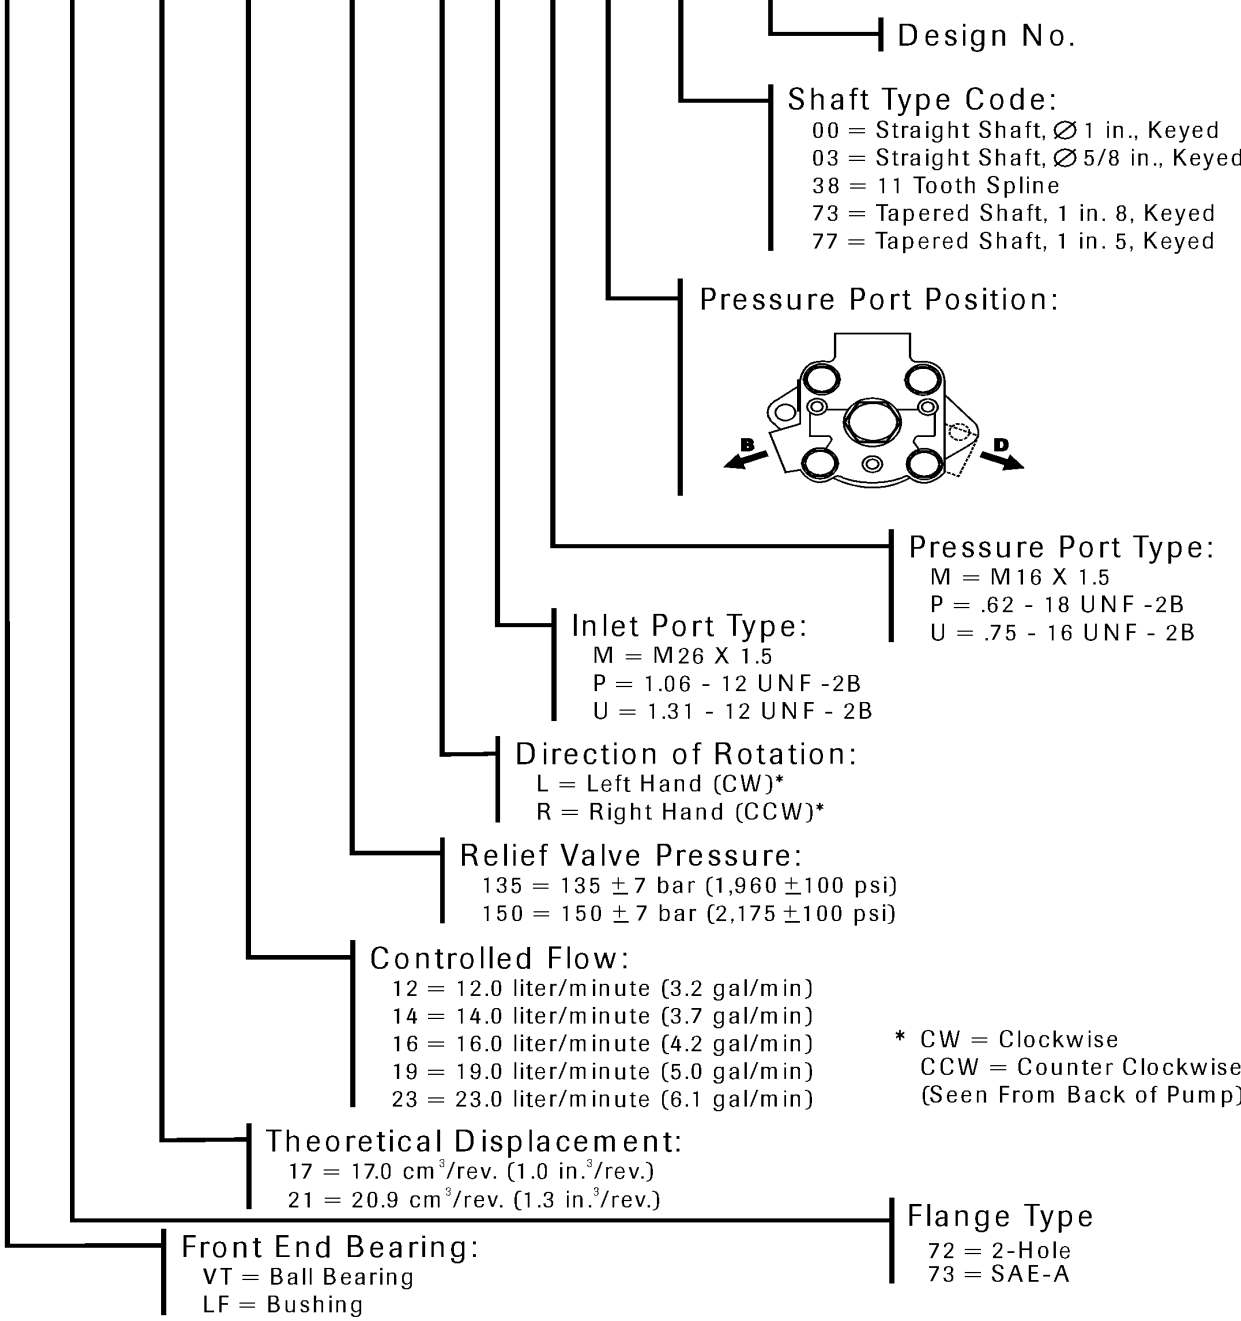 Design No.
Shaft Type Code:
00 = Straight Shaft, ∅ 1 in., Keyed
03 = Straight Shaft, ∅ 5/8 in., Keyed
38 = 11 Tooth Spline
73 = Tapered Shaft, 1 in. 8, Keyed
77 = Tapered Shaft, 1 in. 5, Keyed
Pressure Port Position:
B
D
Pressure Port Type:
M = M16 X 1.5
P = .62 - 18 UNF -2B
U = .75 - 16 UNF - 2B
Inlet Port Type:
M = M26 X 1.5
P = 1.06 - 12 UNF -2B
U = 1.31 - 12 UNF - 2B
Direction of Rotation:
L = Left Hand (CW)*
R = Right Hand (CCW)*
Relief Valve Pressure:
135 = 135 ± 7 bar (1,960 ±100 psi)
150 = 150 ± 7 bar (2,175 ±100 psi)
Controlled Flow:
12 = 12.0 liter/minute (3.2 gal/min)
14 = 14.0 liter/minute (3.7 gal/min)
16 = 16.0 liter/minute (4.2 gal/min)
19 = 19.0 liter/minute (5.0 gal/min)
23 = 23.0 liter/minute (6.1 gal/min)
* CW = Clockwise
CCW = Counter Clockwise
(Seen From Back of Pump)
Theoretical Displacement:
17 = 17.0 cm³/rev. (1.0 in.³/rev.)
21 = 20.9 cm³/rev. (1.3 in.³/rev.)
Flange Type
72 = 2-Hole
73 = SAE-A
Front End Bearing:
VT = Ball Bearing
LF = Bushing